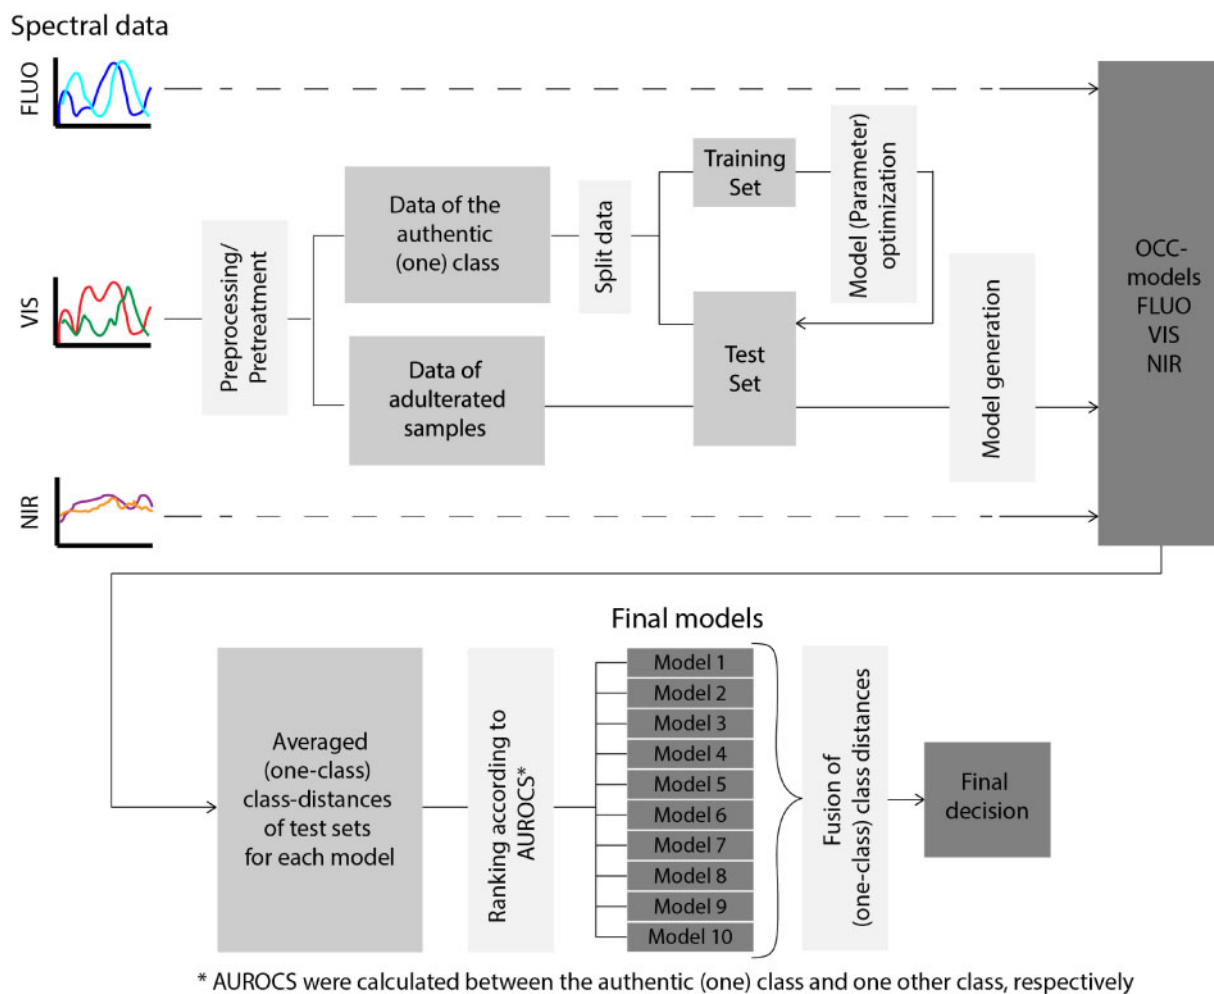 Spectral data
FLUO
VIS
NIR
Preprocessing/
Pretreatment
Data of the
authentic
(one) class
Data of
adulterated
samples
Split data
Training
Set
Test
Set
Model (Parameter)
optimization
Model generation
OCC-
models
FLUO
VIS
NIR
Averaged
(one-class)
class-distances
of test sets
for each model
Ranking according to
AUROCS*
Final models
Model 1
Model 2
Model 3
Model 4
Model 5
Model 6
Model 7
Model 8
Model 9
Model 10
Fusion of
(one-class) class distances
Final
decision
* AUROCS were calculated between the authentic (one) class and one other class, respectively